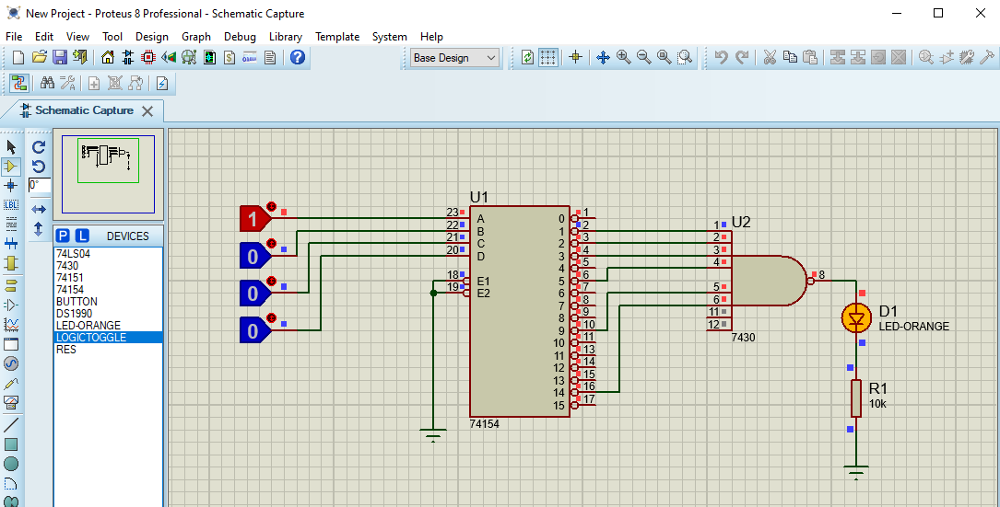 New Project - Proteus 8 Professional - Schematic Capture
File Edit View Tool Design Graph Debug Library Template System Help
Base Design
Schematic Capture
0°
P L DEVICES
74LS04
7430
74151
74154
BUTTON
DS1990
LED-ORANGE
LOGICTOGGLE
RES
LBL
1
0
0
0
U1
23 A
22 B
21 C
20 D
18 E1
19 E2
0 1
1 2
2 3
3 4
4 5
5 6
6 7
7 8
8 9
9 10
10 11
11 13
12 14
13 15
14 16
15 17
74154
U2
1
2
3
4
5
6
11
12
8
7430
D1
LED-ORANGE
R1
10k